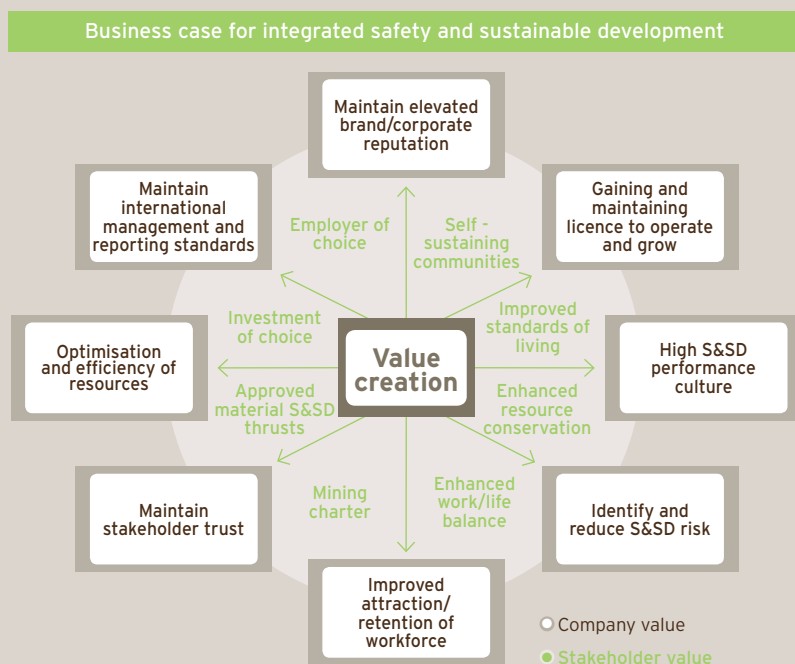 Business case for integrated safety and sustainable development
Maintain elevated
brand/corporate
reputation
Maintain
international
management and
reporting standards
Gaining and
maintaining
licence to operate
and grow
Employer of
choice
Self -
sustaining
communities
Investment
of choice
Improved
standards of
living
Optimisation
and efficiency of
resources
Value
creation
High S&SD
performance
culture
Approved
material S&SD
thrusts
Enhanced
resource
conservation
Maintain
stakeholder trust
Mining
charter
Enhanced
work/life
balance
Identify and
reduce S&SD risk
Improved
attraction/
retention of
workforce
Company value
Stakeholder value